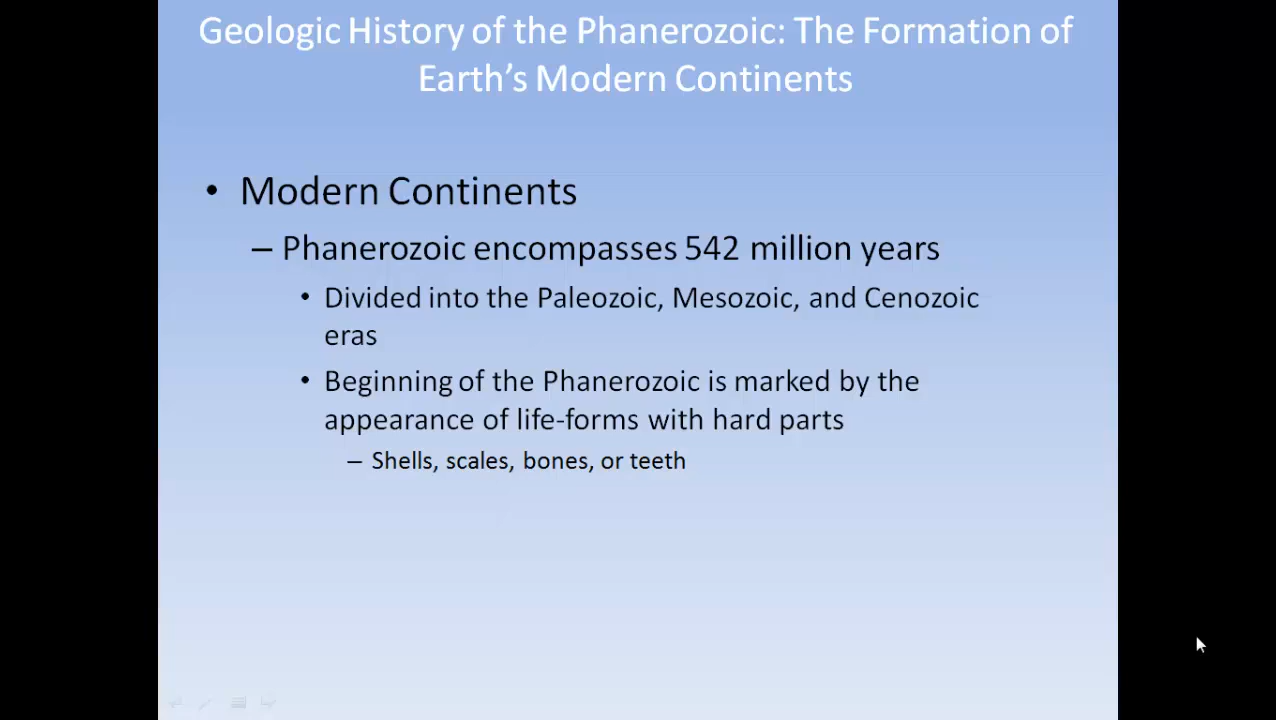 Geologic History of the Phanerozoic: The Formation of
Earth's Modern Continents
• Modern Continents
– Phanerozoic encompasses 542 million years
• Divided into the Paleozoic, Mesozoic, and Cenozoic
eras
• Beginning of the Phanerozoic is marked by the
appearance of life-forms with hard parts
– Shells, scales, bones, or teeth